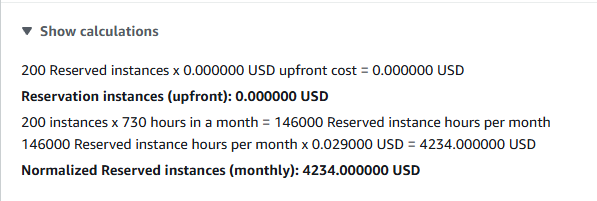 Show calculations
200 Reserved instances x 0.000000 USD upfront cost = 0.000000 USD
Reservation instances (upfront): 0.000000 USD
200 instances x 730 hours in a month = 146000 Reserved instance hours per month
146000 Reserved instance hours per month x 0.029000 USD = 4234.000000 USD
Normalized Reserved instances (monthly): 4234.000000 USD